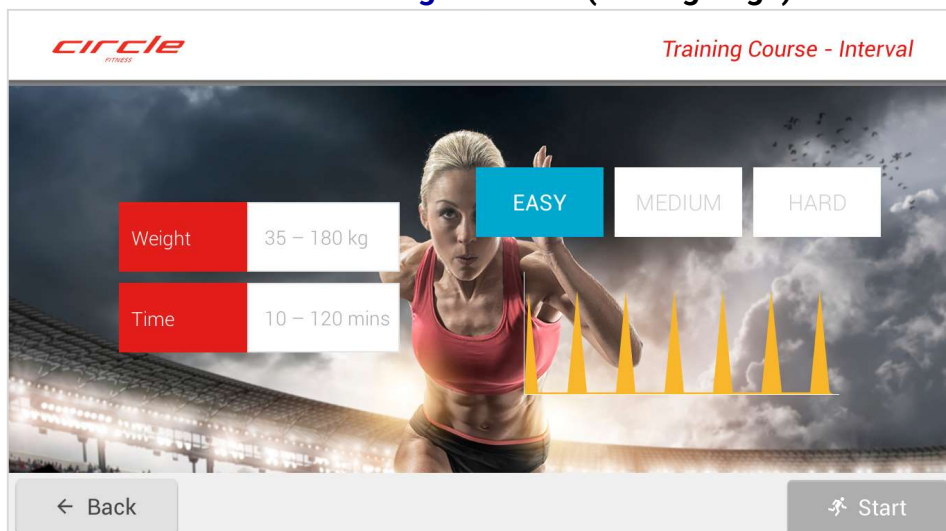 circle
FITNESS
Training Course - Interval
EASY
MEDIUM
HARD
Weight
35 – 180 kg
Time
10 – 120 mins
← Back
Start